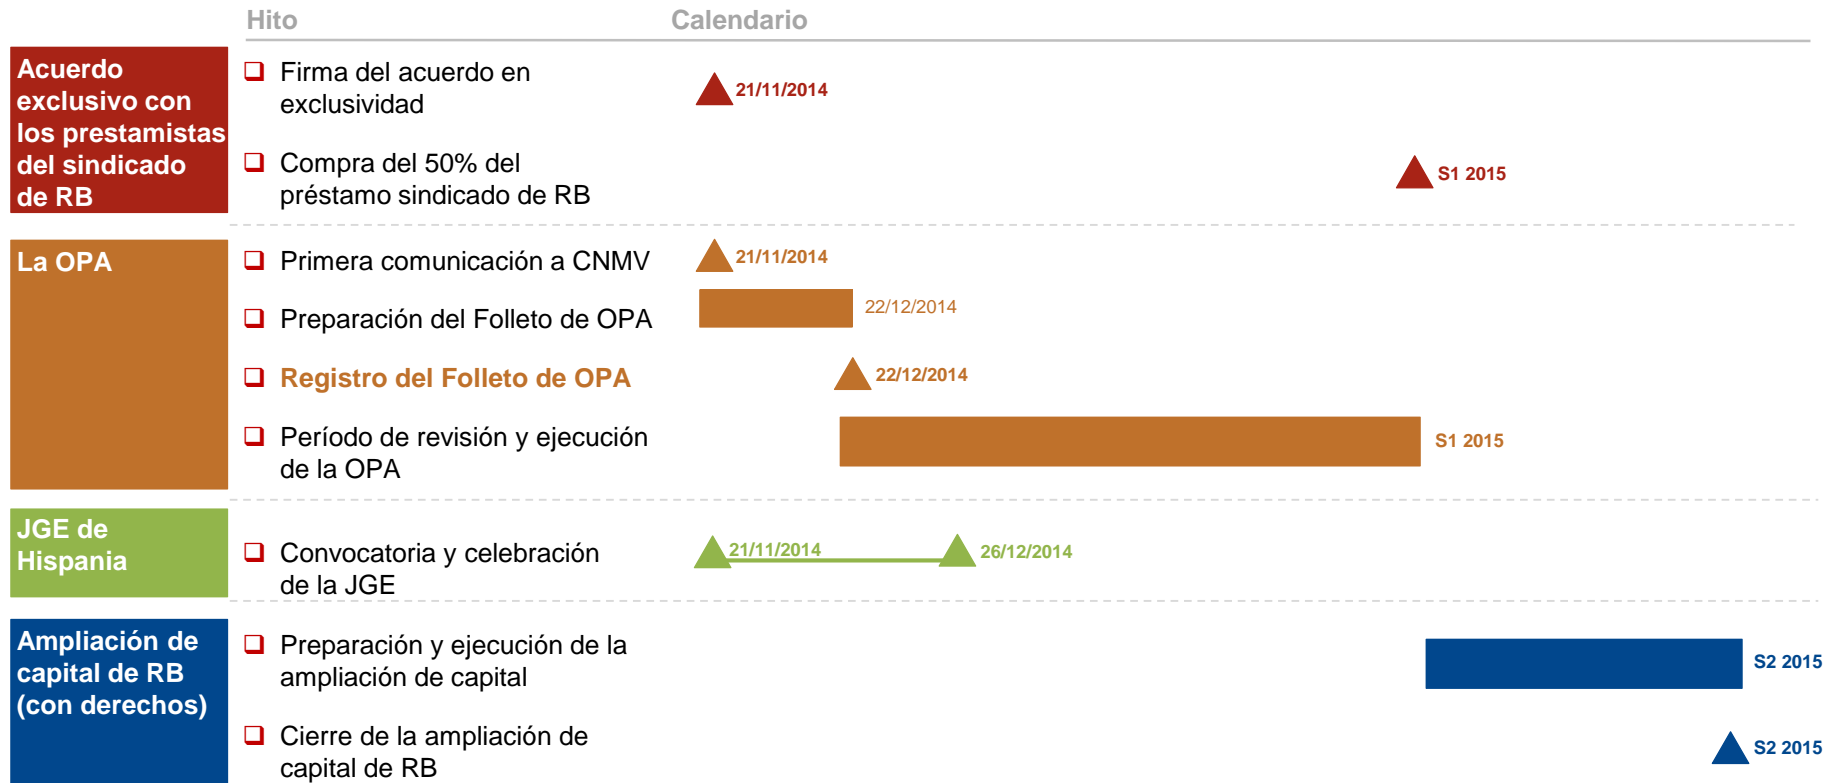 Hito
Calendario
Acuerdo
exclusivo con
los prestamistas
del sindicado
de RB
Firma del acuerdo en
exclusividad
21/11/2014
Compra del 50% del
préstamo sindicado de RB
S1 2015
La OPA
Primera comunicación a CNMV
21/11/2014
Preparación del Folleto de OPA
22/12/2014
Registro del Folleto de OPA
22/12/2014
Período de revisión y ejecución
de la OPA
S1 2015
JGE de
Hispania
Convocatoria y celebración
de la JGE
21/11/2014
26/12/2014
Ampliación de
capital de RB
(con derechos)
Preparación y ejecución de la
ampliación de capital
S2 2015
Cierre de la ampliación de
capital de RB
S2 2015